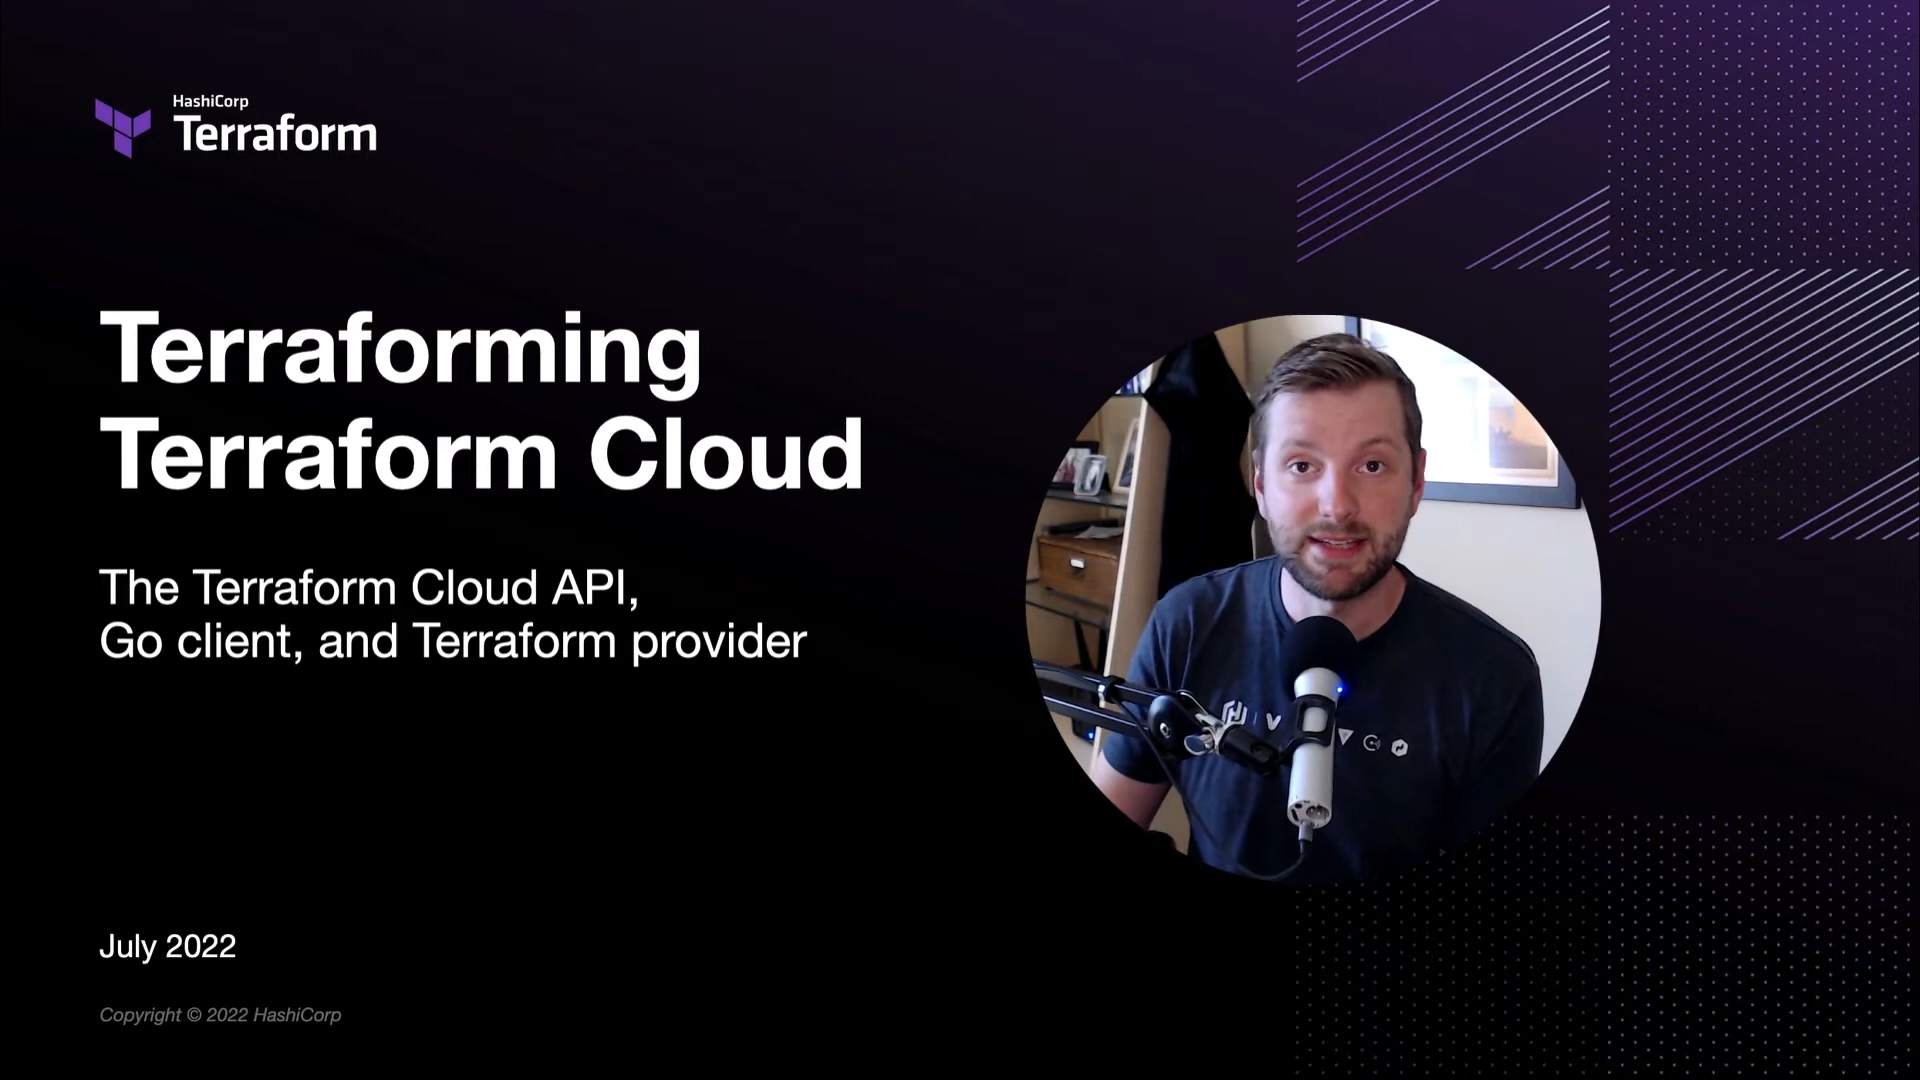 HashiCorp
Terraform
Terraforming
Terraform Cloud
The Terraform Cloud API,
Go client, and Terraform provider
July 2022
Copyright © 2022 HashiCorp